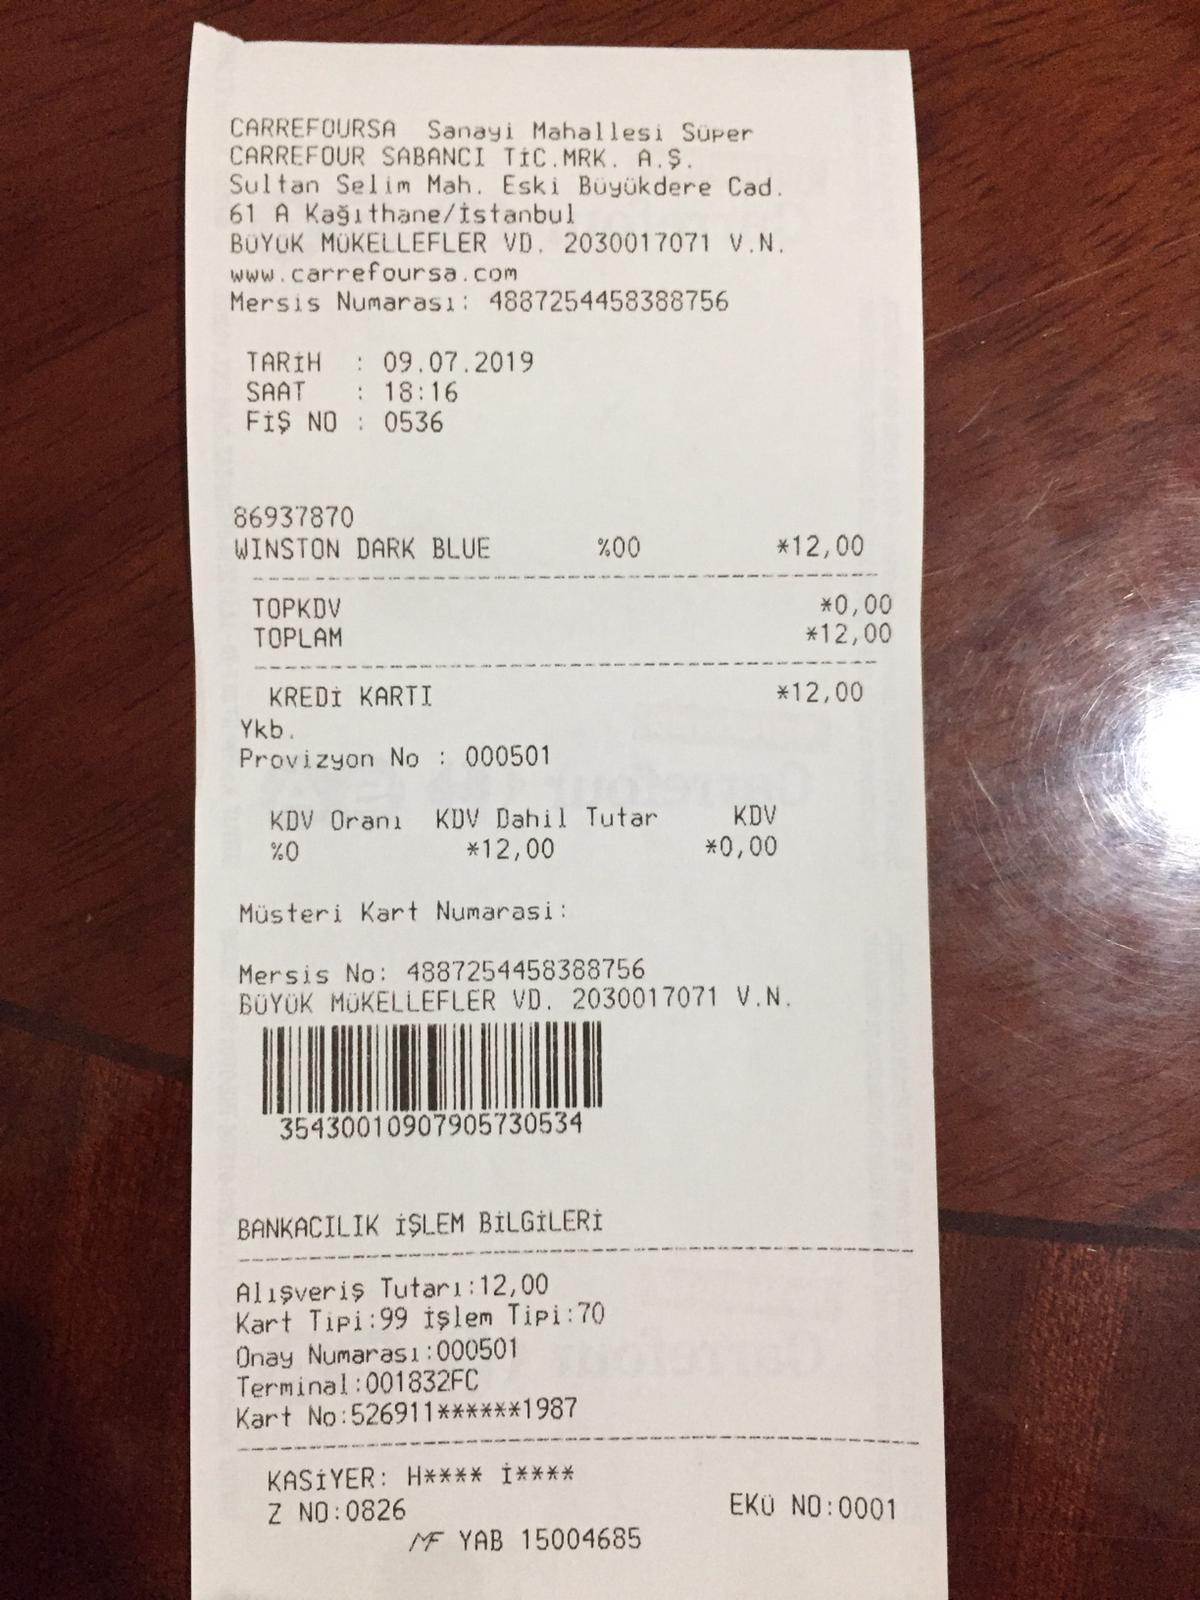 CARREFOURSA Sanayi Mahallesi Süper
CARREFOUR SABANCI TİC.MRK. A.Ş.
Sultan Selim Mah. Eski Büyükdere Cad.
61 A Kağıthane/İstanbul
BÜYÜK MÜKELLEFLER VD. 2030017071 V.N.
www.carrefoursa.com
Mersis Numarası: 4887254458388756
TARİH : 09.07.2019
SAAT : 18:16
FİŞ NO : 0536
86937870
WINSTON DARK BLUE %00 *12,00
TOPKDV *0,00
TOPLAM *12,00
KREDİ KARTI *12,00
Ykb.
Provizyon No : 000501
KDV Oranı KDV Dahil Tutar KDV
%0 *12,00 *0,00
Müsteri Kart Numarasi:
Mersis No: 4887254458388756
BÜYÜK MÜKELLEFLER VD. 2030017071 V.N.
35430010907905730534
BANKACILIK İŞLEM BİLGİLERİ
Alışveriş Tutarı:12,00
Kart Tipi:99 İşlem Tipi:70
Onay Numarası:000501
Terminal:001832FC
Kart No:526911******1987
KASİYER: H**** İ****
Z NO:0826 EKÜ NO:0001
MF YAB 15004685